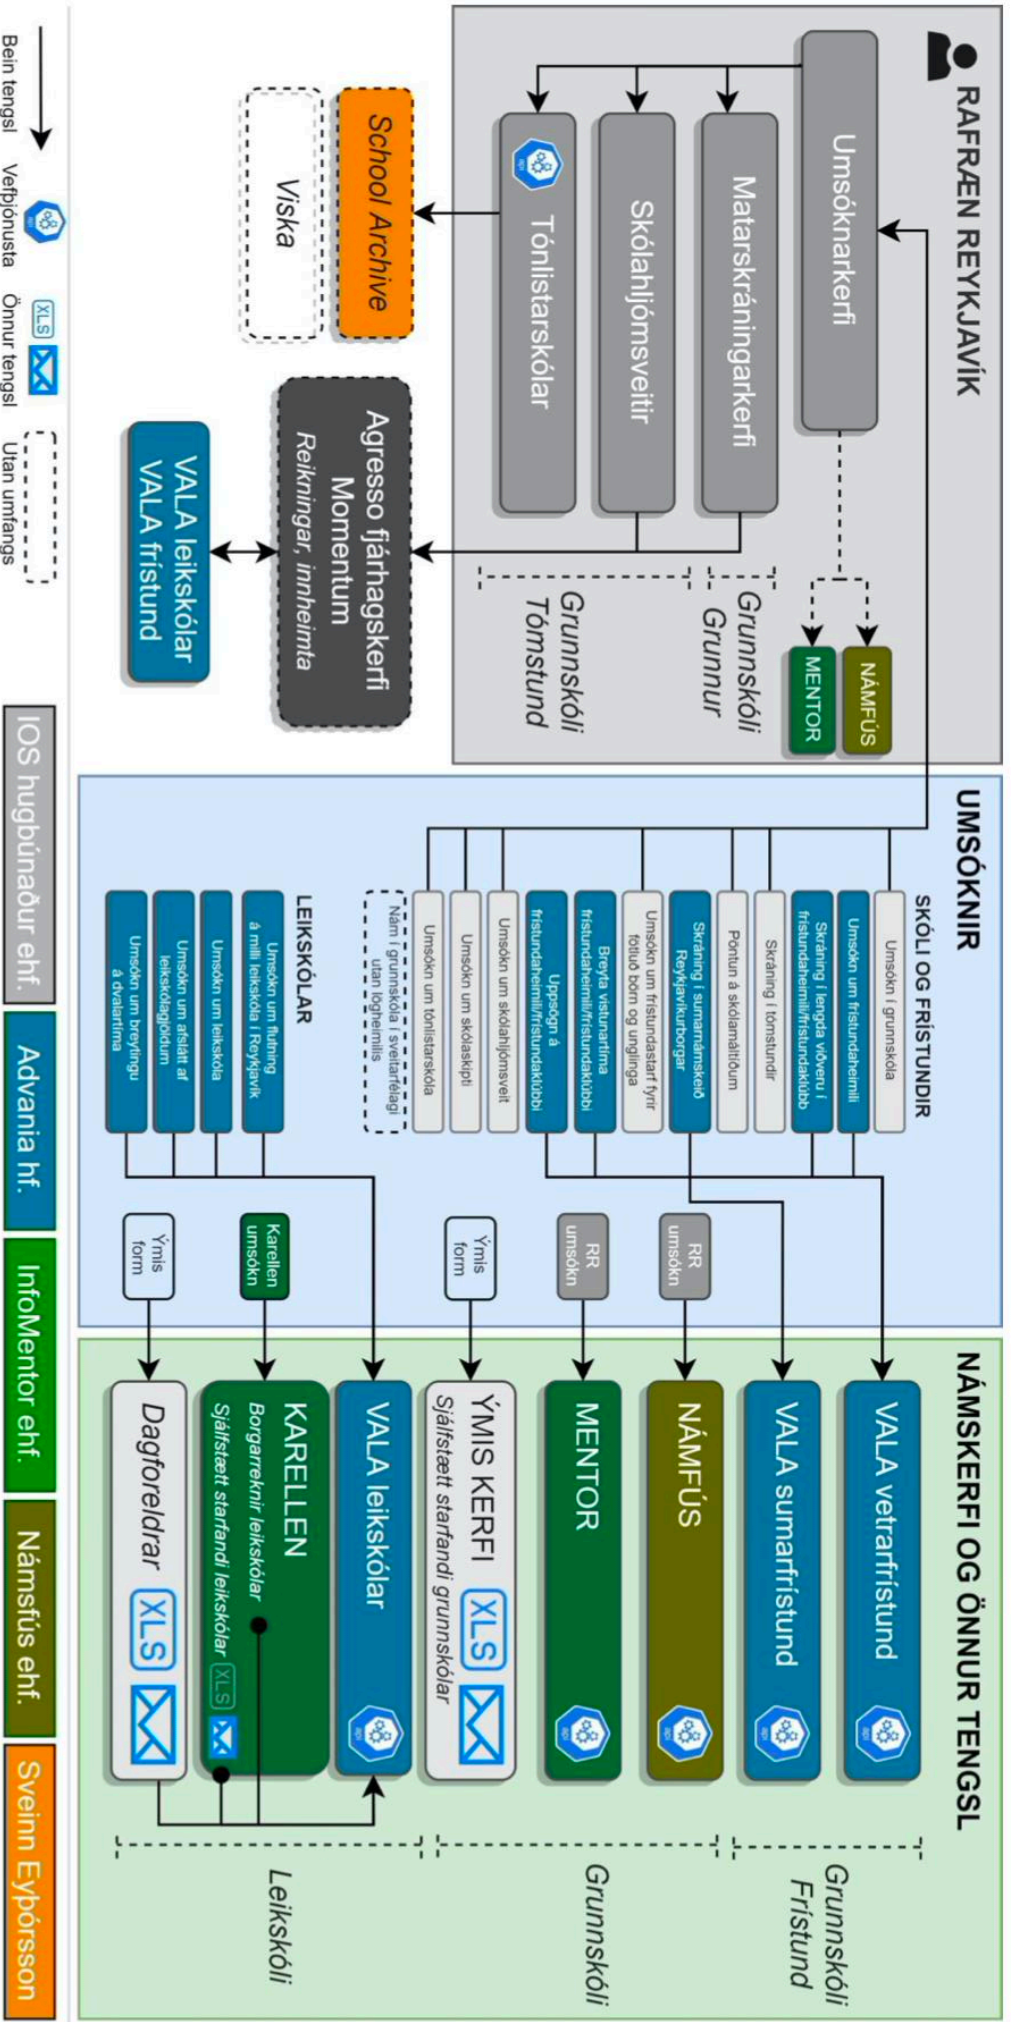 RAFRÆN REYKJAVÍK
Umsóknarkerfi
NÁMFÚS
MENTOR
Matarskráningarkerfi
Grunnskóli
Grunnur
Skólahljómsveitir
api
Tónlistarskólar
Grunnskóli
Tómstund
School Archive
Viska
Agresso fjárhagskerfi
Momentum
Reikningar, innheimta
VALA leikskólar
VALA frístund
UMSÓKNIR
SKÓLI OG FRÍSTUNDIR
Umsókn í grunnskóla
Umsókn um frístundaheimili
Skráning í lengda viðveru í
frístundaheimili/frístundaklúbb
Skráning í tómstundir
Pöntun á skólamáltíðum
Skráning í sumarnámskeið
Reykjavíkurborgar
Umsókn um frístundastarf fyrir
fötluð börn og unglinga
Breyta vistunartíma
frístundaheimili/frístundaklúbbi
Uppsögn á
frístundaheimili/frístundaklúbbi
Umsókn um skólahljómsveit
Umsókn um skólaskipti
Umsókn um tónlistarskóla
Nám í grunnskóla í sveitarfélagi
utan lögheimilis
LEIKSKÓLAR
Umsókn um flutning
á milli leikskóla í Reykjavík
Umsókn um leikskóla
Umsókn um afslátt af
leikskólagjöldum
Umsókn um breytingu
á dvalartíma
RR
umsókn
RR
umsókn
Ýmis
form
Karellen
umsókn
Ýmis
form
NÁMSKERFI OG ÖNNUR TENGSL
VALA vetrarfrístund
api
VALA sumarfrístund
api
Grunnskóli
Frístund
NÁMFÚS
api
MENTOR
api
ÝMIS KERFI
Sjálfstætt starfandi grunnskólar
XLS
Grunnskóli
VALA leikskólar
api
KARELLEN
Borgarreknir leikskólar
Sjálfstætt starfandi leikskólar
XLS
Dagforeldrar
XLS
Leikskóli
Bein tengsl
api
Vefþjónusta
XLS
Önnur tengsl
Utan umfangs
IOS hugbúnaður ehf.
Advania hf.
InfoMentor ehf.
Námsfús ehf.
Sveinn Eyþórsson